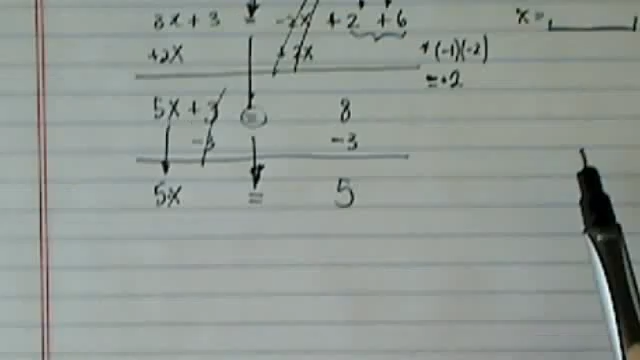 3x + 3 = -2x + 2 + 6
x =
+2x +2x
+(-1)(-2)
= +2
5x + 3 = 8
-3 -3
5x = 5